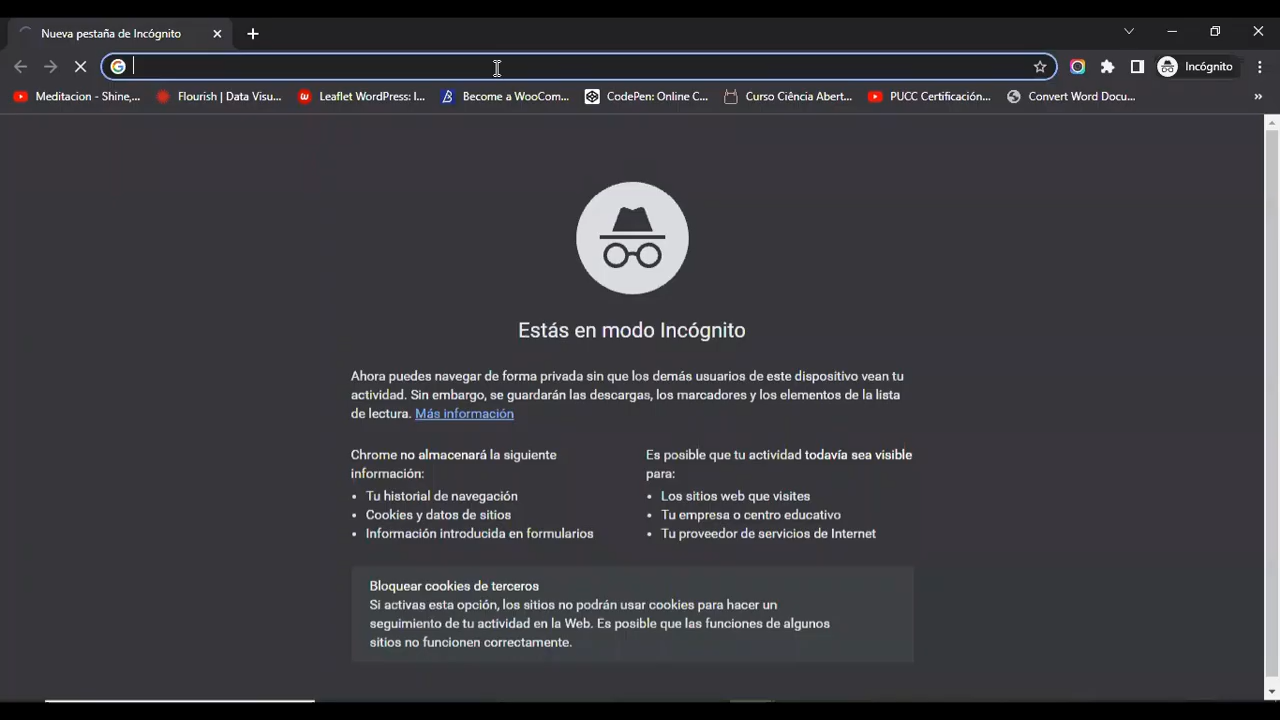 Nueva pestaña de Incógnito
Incógnito
Meditacion - Shine,...
Flourish | Data Visu...
Leaflet WordPress: I...
Become a WooCom...
CodePen: Online C...
Curso Ciência Abert...
PUCC Certificación...
Convert Word Docu...
Estás en modo Incógnito
Ahora puedes navegar de forma privada sin que los demás usuarios de este dispositivo vean tu
actividad. Sin embargo, se guardarán las descargas, los marcadores y los elementos de la lista
de lectura. Más información
Chrome no almacenará la siguiente
información:
• Tu historial de navegación
• Cookies y datos de sitios
• Información introducida en formularios
Es posible que tu actividad todavía sea visible
para:
• Los sitios web que visites
• Tu empresa o centro educativo
• Tu proveedor de servicios de Internet
Bloquear cookies de terceros
Si activas esta opción, los sitios no podrán usar cookies para hacer un
seguimiento de tu actividad en la Web. Es posible que las funciones de algunos
sitios no funcionen correctamente.